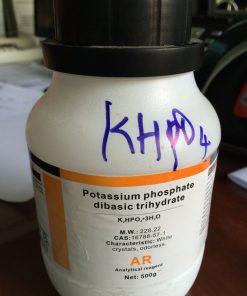 KHPO4
Potassium phosphate
dibasic trihydrate
K₂HPO₄•3H₂O
M.W.: 228.22
CAS:16788-57-1
Characteristic: White
crystals, odorless.
AR
Analytical reagent
Net: 500g